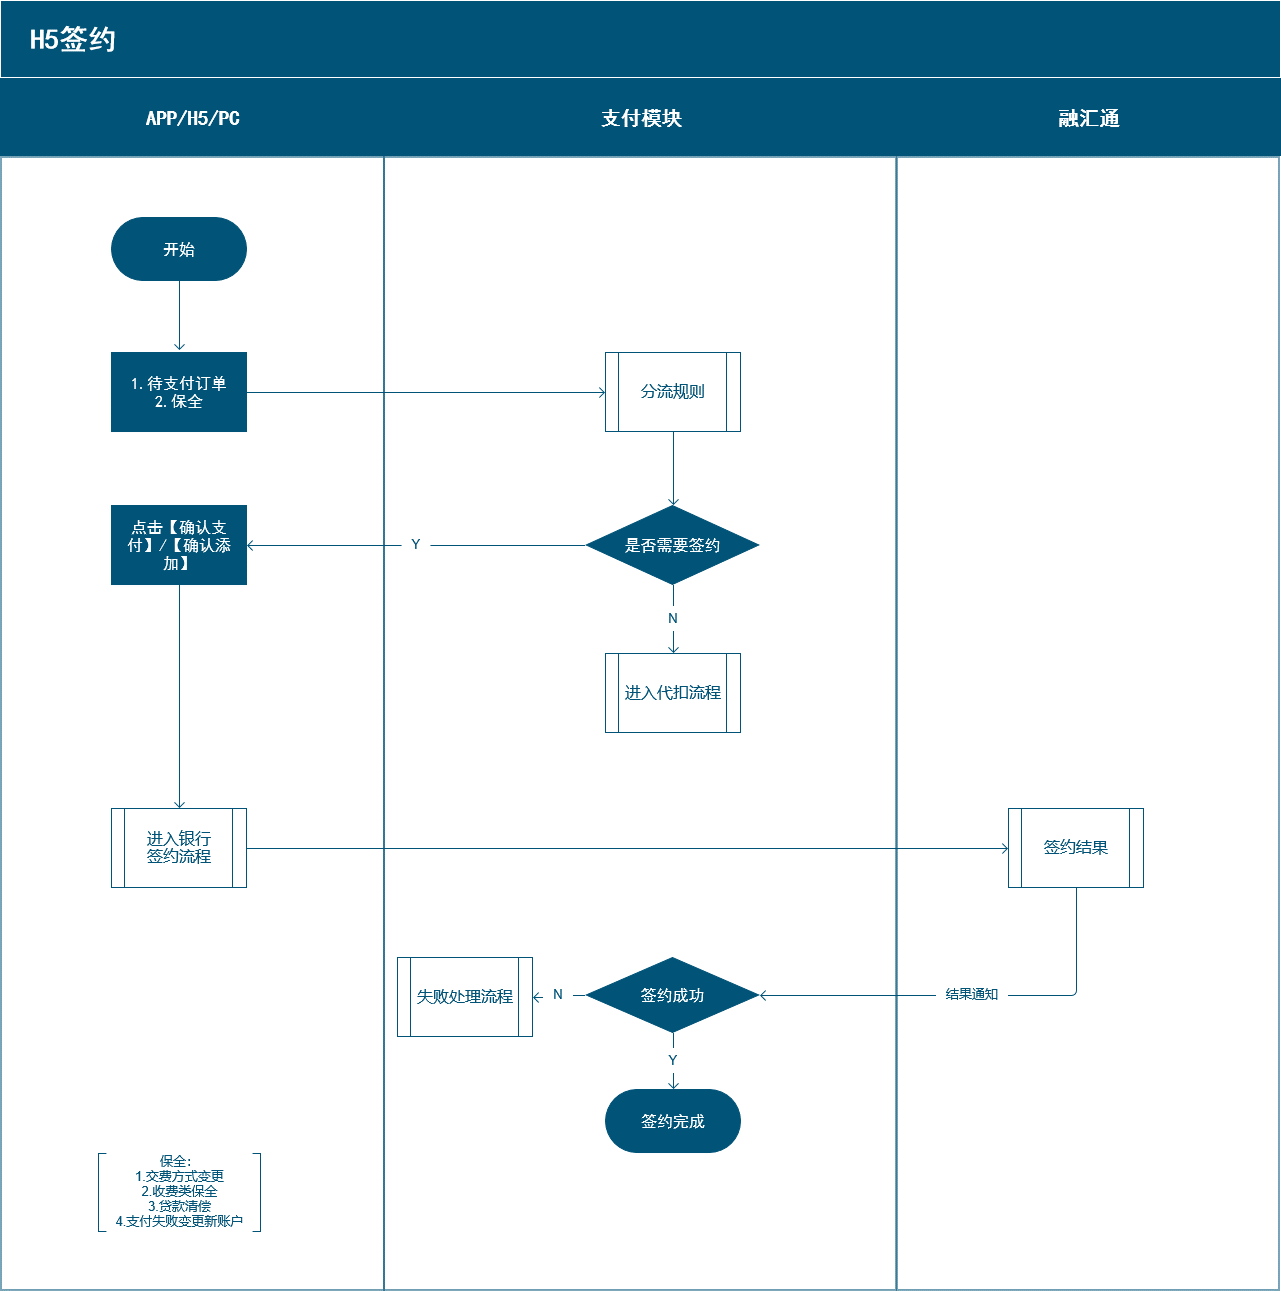 H5签约
APP/H5/PC
支付模块
融汇通
开始
1. 待支付订单
2. 保全
分流规则
点击【确认支
付】/【确认添
加】
Y
是否需要签约
N
进入代扣流程
进入银行
签约流程
签约结果
失败处理流程
N
签约成功
结果通知
Y
签约完成
保全：
1.交费方式变更
2.收费类保全
3.贷款清偿
4.支付失败变更新账户